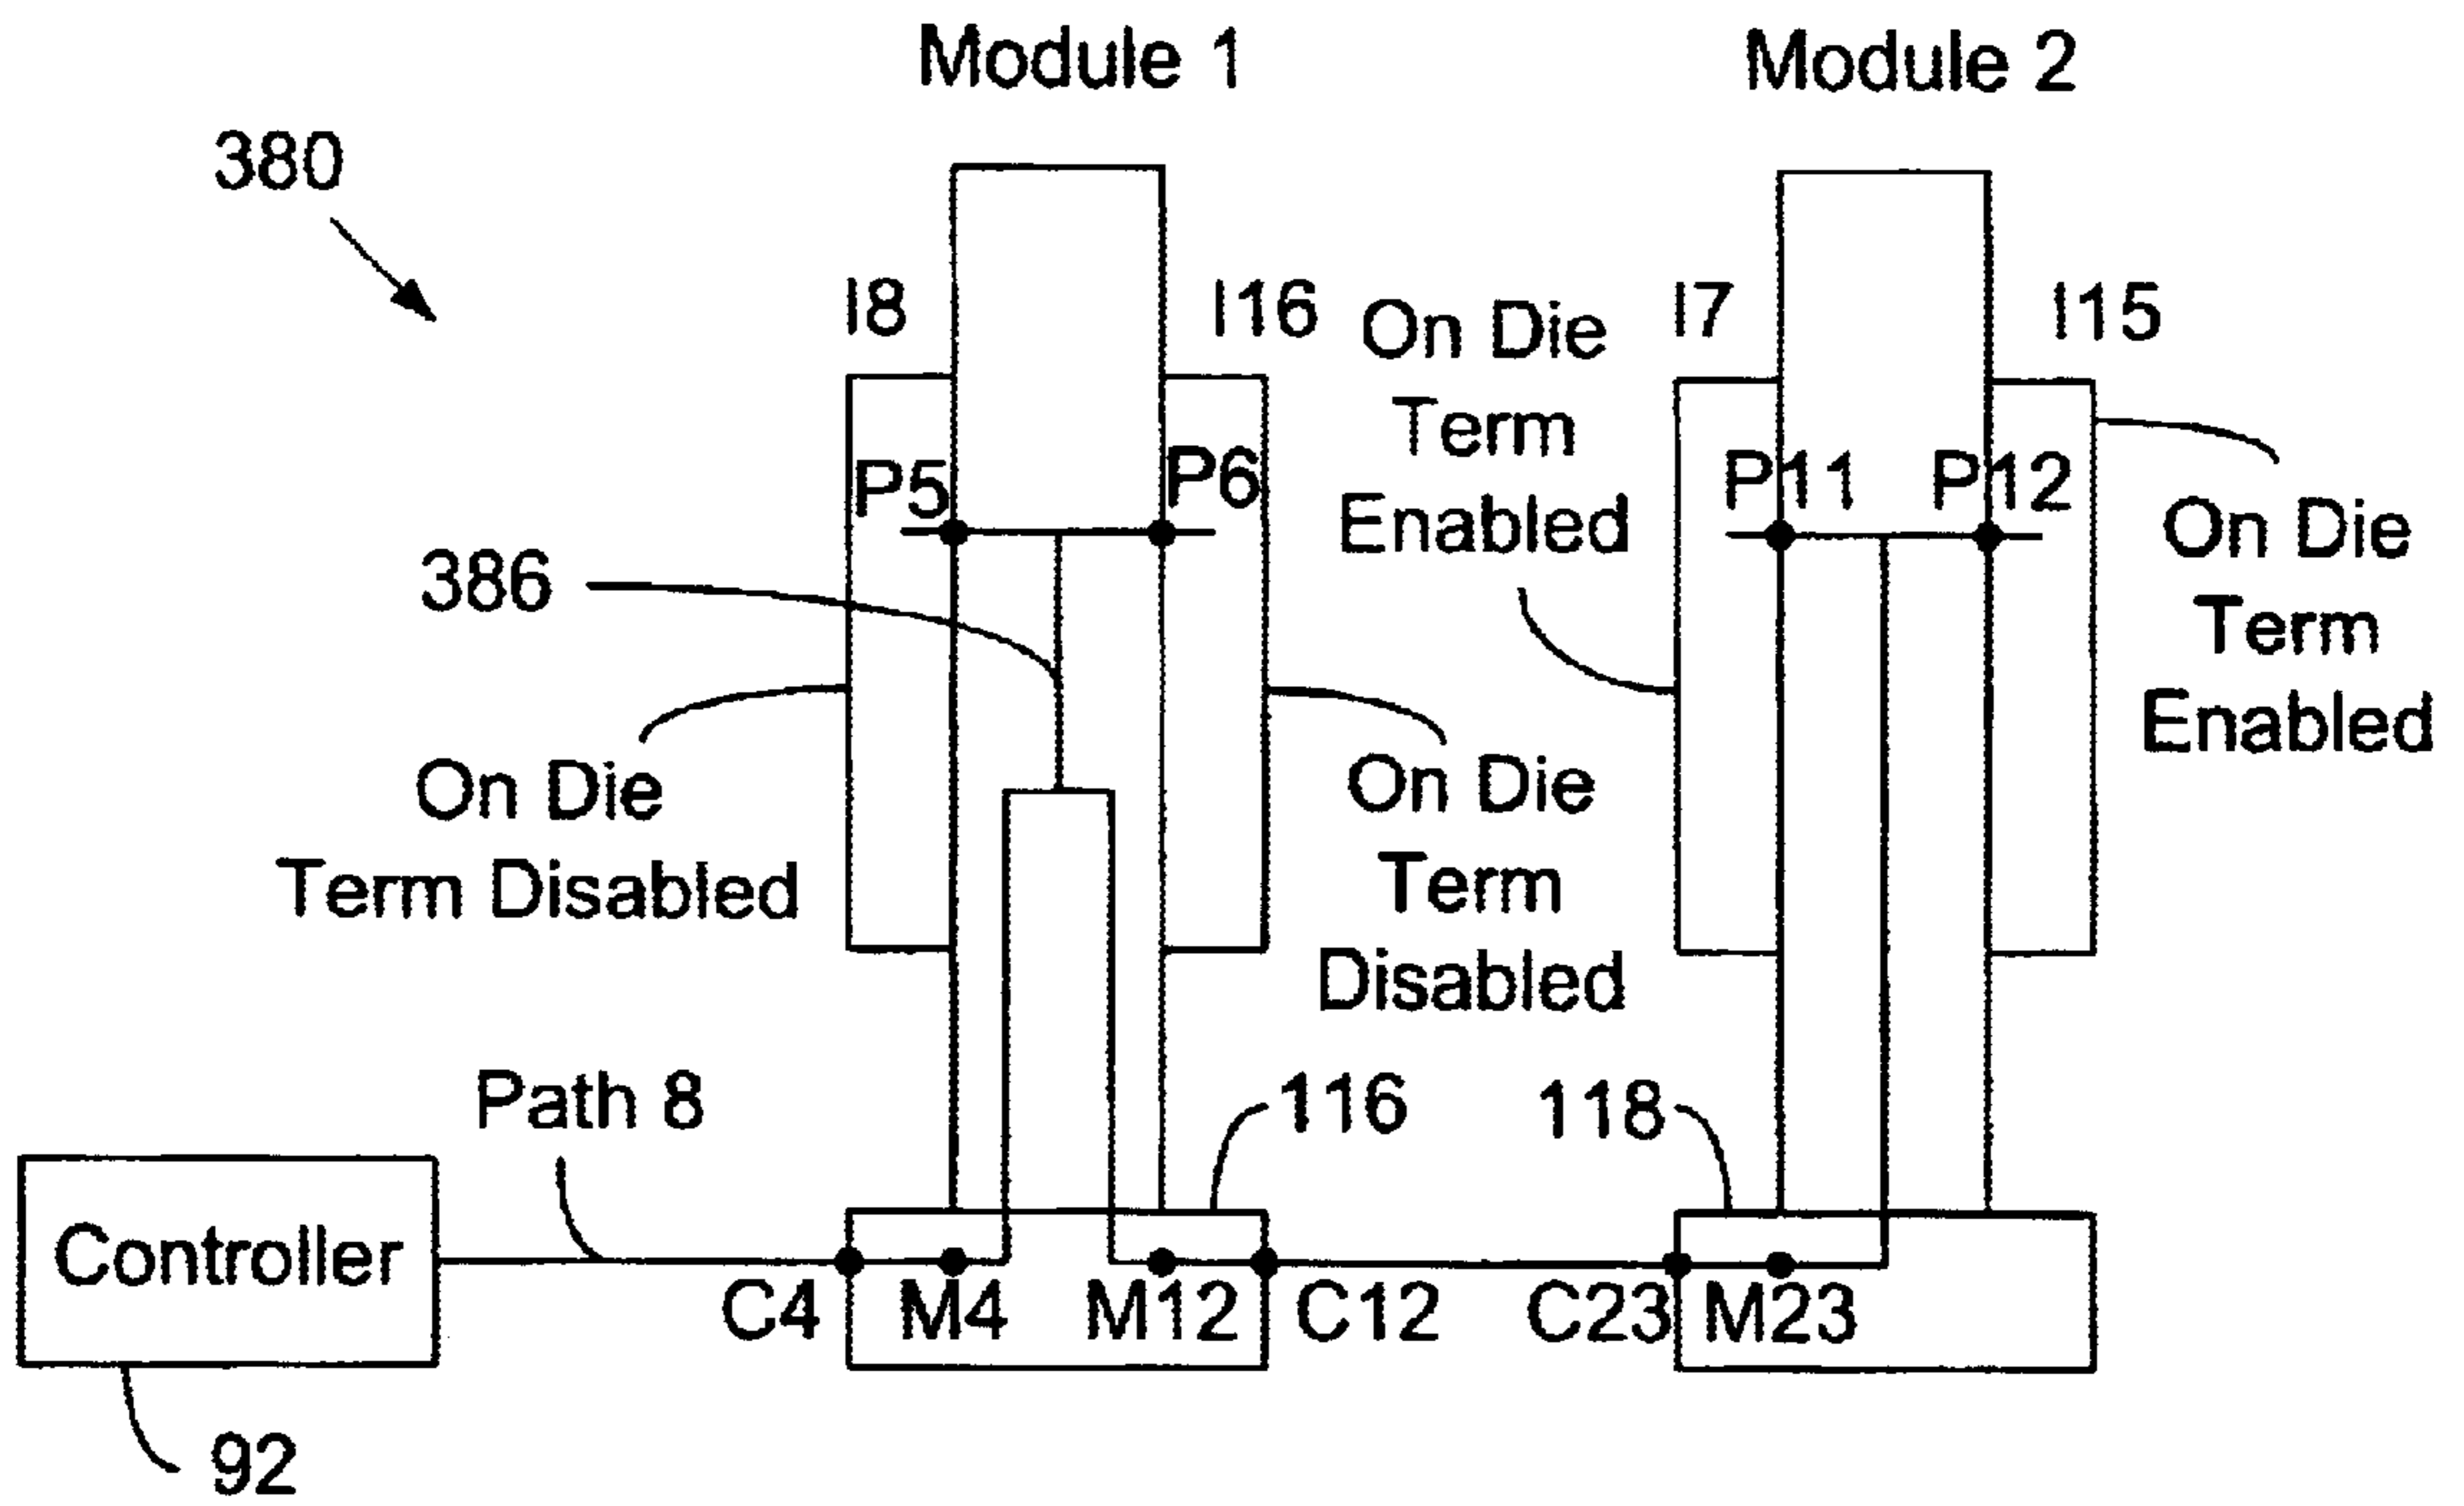 Module 1
Module 2
380
I8
I16
On Die
Term
Enabled
I7
I15
P5
P6
P11
P12
On Die
Term
Enabled
386
On Die
Term Disabled
On Die
Term
Disabled
Path 8
116
118
Controller
C4
M4
M12
C12
C23
M23
92